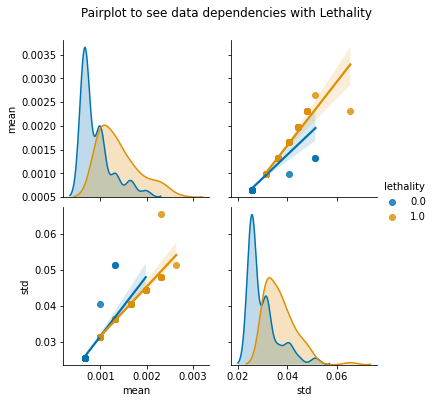 Pairplot to see data dependencies with Lethality
0.0035
0.0030
0.0025
0.0020
0.0015
0.0010
0.0005
mean
lethality
0.0
1.0
0.06
0.05
0.04
0.03
std
0.001 0.002 0.003
mean
0.02 0.04 0.06
std